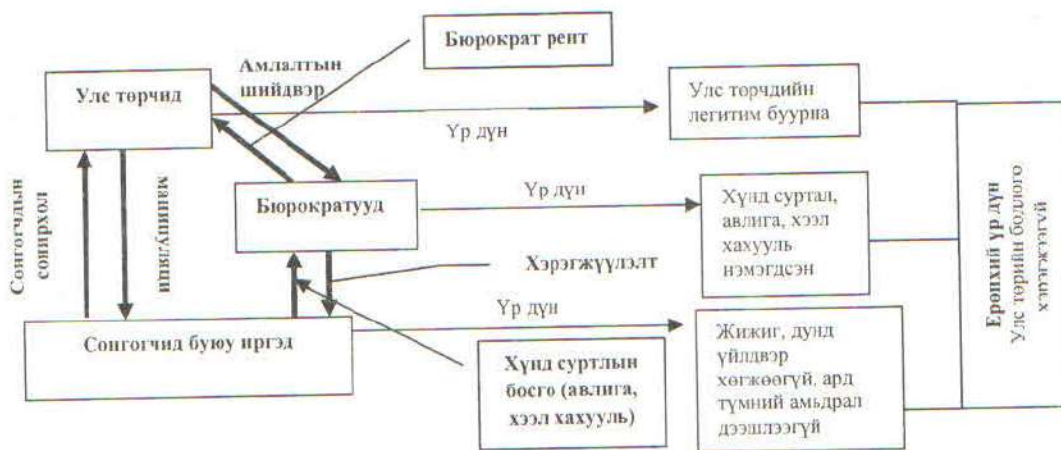 Бюрократ рент
Амлалтын
шийдвэр
Улс төрчид
Үр дүн
Улс төрчдийн
легитим буурна
Сонгогчдын
сонирхол
манипуляци
Бюрократууд
Үр дүн
Хүнд суртал,
авлига, хээл
хахууль
нэмэгдсэн
Хэрэгжүүлэлт
Сонгогчид буюу иргэд
Үр дүн
Хүнд суртлын
босго (авлига,
хээл хахууль)
Жижиг, дунд
үйлдвэр
хөгжөөгүй, ард
түмний амьдрал
дээшлээгүй
Ерөнхий үр дүн
Улс төрийн бодлого
хэрэгжээгүй